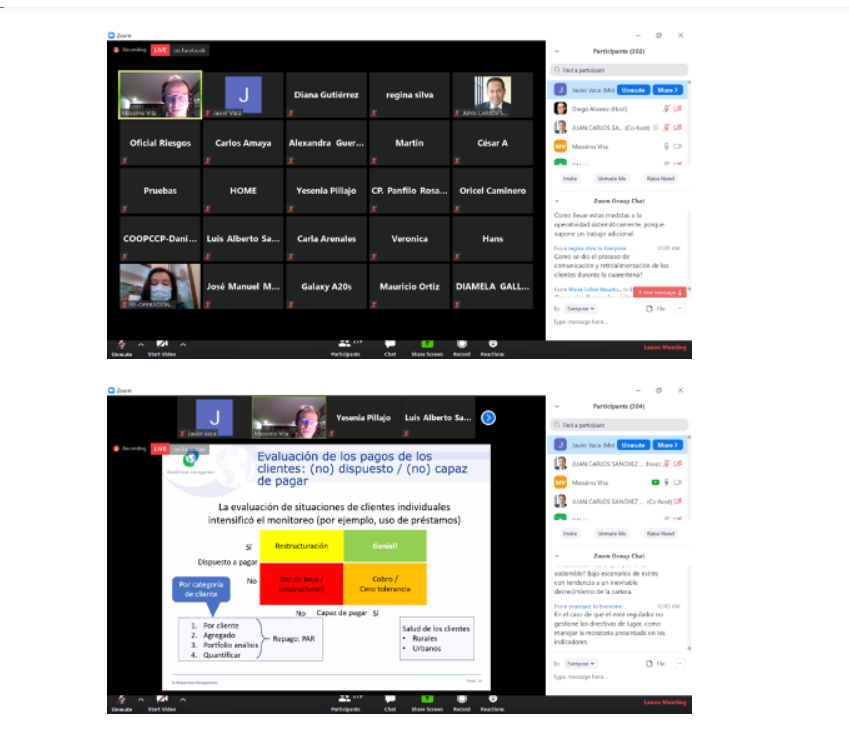 Zoom
Recording LIVE on Facebook
Participants (302)
Find a participant
Massimo Vita
J
Javier Vaca
Diana Gutiérrez
regina silva
JUAN CARLOS S...
Oficial Riesgos
Carlos Amaya
Alexandra Guer...
Martin
César A
Pruebas
HOME
Yesenia Pillajo
CP. Panfilo Rosa...
Oricel Caminero
COOPCCP-Dani...
Luis Alberto Sa...
Carla Arenales
Veronica
Hans
José Manuel M...
Galaxy A20s
Mauricio Ortiz
DIAMELA GALL...
J Javier Vaca (Me) Unmute More >
Diego Alvarez (Host)
JUAN CARLOS SA... (Co-host)
MV Massimo Vita
Invite Unmute Me Raise Hand
Zoom Group Chat
Como llevar estas medidas a la
operatividad sistemáticamente, porque
supone un trabajo adicional.
From regina silva to Everyone 10:29 AM
Como se dio el proceso de
comunicación y retroalimentación de los
clientes durante la cuarentena?
1 new message
To: Everyone File ...
Type message here...
Unmute Start Video Participants Chat Share Screen Record Reactions Leave Meeting
Zoom
Participants (304)
Find a participant
J
Javier Vaca
Massimo Vita
Yesenia Pillajo
Luis Alberto Sa...
Recording LIVE on Facebook
Evaluación de los pagos de los
clientes: (no) dispuesto / (no) capaz
de pagar
La evaluación de situaciones de clientes individuales
intensificó el monitoreo (por ejemplo, uso de préstamos)
Sí
Restructuración
Genial!
Dispuesto a pagar
No
Dar de baja /
(restructurar)
Cobro /
Cero tolerancia
Por categoría
de cliente
No Capaz de pagar Sí
1. Por cliente
2. Agregado
3. Portfolio análisis
4. Quantificar
Repago: PAR
Salud de los clientes
• Rurales
• Urbanos
J Javier Vaca (Me) Unmute More >
JUAN CARLOS SANCHEZ ... (Host)
MV Massimo Vita
JUAN CARLOS SANCHEZ ... (Co-host)
Invite Unmute Me Raise Hand
Zoom Group Chat
sostenible? Bajo escenarios de estres
con tendencia a un inevitable
decrecimiento de la cartera.
to Everyone 10:45 AM
En el caso de que el ente regulador no
gestione las directivas de lugar, como
manejar la moratoria presentada en los
indicadores.
To: Everyone File ...
Type message here...
Unmute Start Video Participants Chat Share Screen Record Reactions Leave Meeting